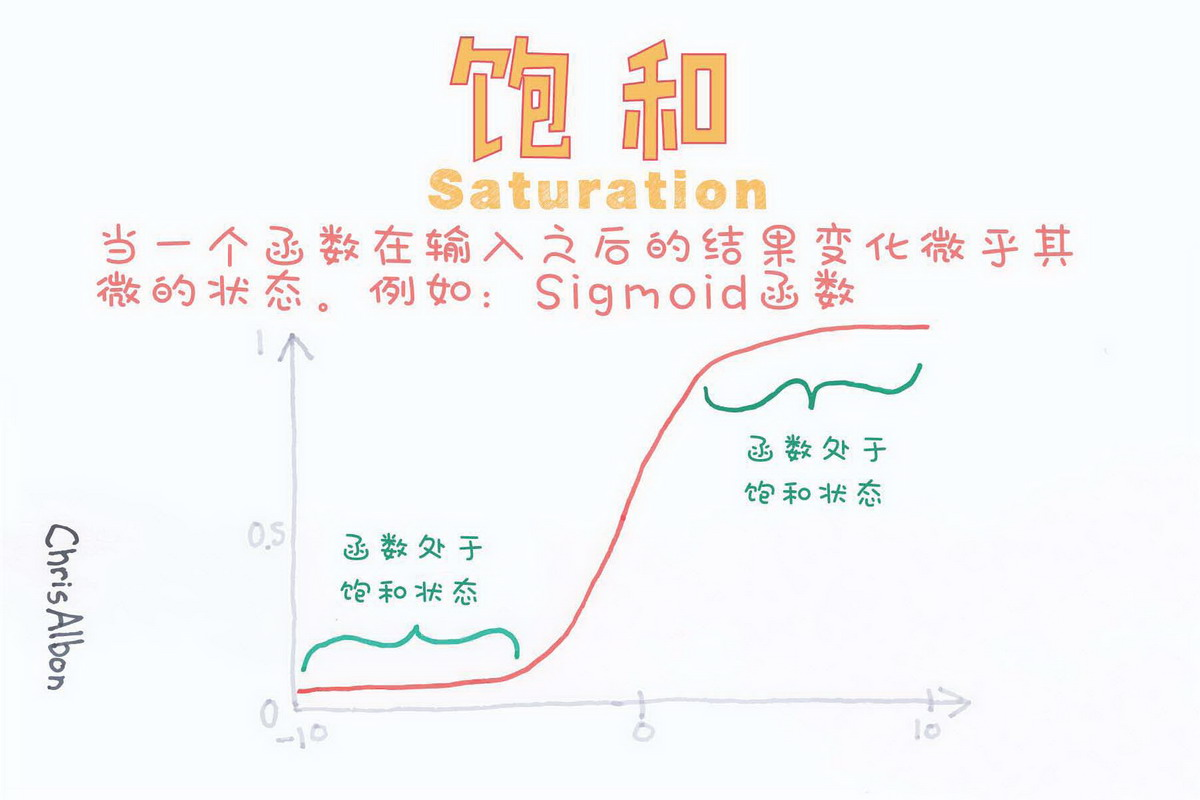 饱和
Saturation
当一个函数在输入之后的结果变化微乎其
微的状态。例如：Sigmoid函数
1
函数处于
饱和状态
0.5
函数处于
饱和状态
0
-10
0
10
ChrisAlbon